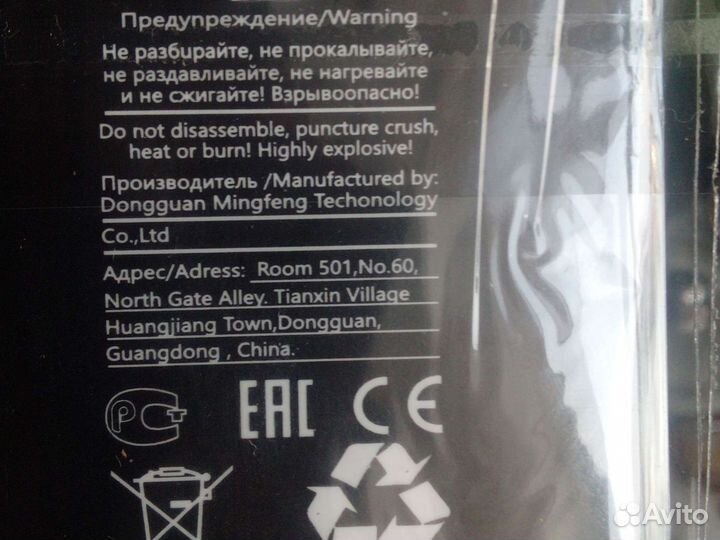 Предупреждение/Warning
Не разбирайте, не прокалывайте,
не раздавливайте, не нагревайте
и не сжигайте! Взрывоопасно!
Do not disassemble, puncture crush,
heat or burn! Highly explosive!
Производитель /Manufactured by:
Dongguan Mingfeng Techonology
Co.,Ltd
Адрес/Adress: Room 501,No.60,
North Gate Alley. Tianxin Village
Huangjiang Town,Dongguan,
Guangdong , China.
РСТ EAC CE
Avito